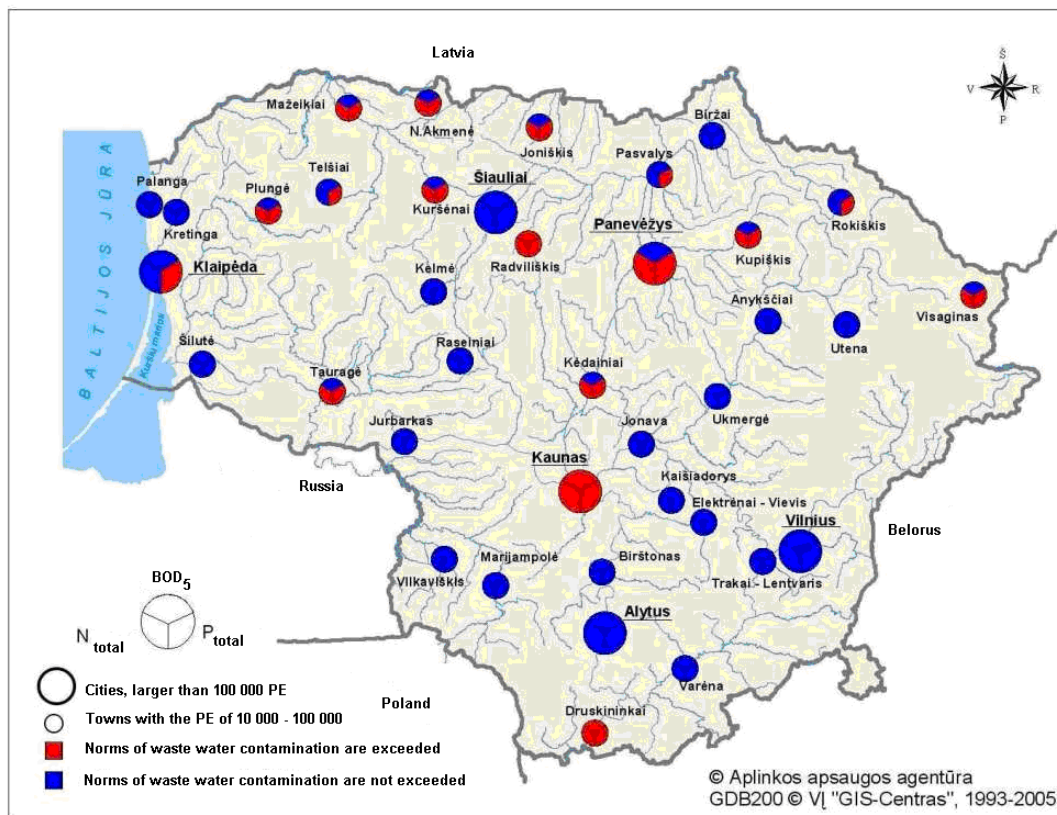 Latvia
Š
V
R
P
Mažeikiai
N.Akmenė
Joniškis
Biržai
Pasvalys
Telšiai
Palanga
Plungė
Šiauliai
Kuršėnai
Kretinga
Rokiškis
Panevėžys
Radviliškis
Kupiškis
Klaipėda
BALTIJOS JŪRA
Kuršių marios
Kelmė
Anykščiai
Visaginas
Utena
Šilutė
Raseiniai
Kėdainiai
Tauragė
Ukmergė
Jurbarkas
Jonava
Kaunas
Kaišiadorys
Russia
Elektrėnai - Vievis
Vilnius
Belorus
Marijampolė
Birštonas
Vilkaviškis
Trakai - Lentvaris
BOD5
Alytus
N total
Ptotal
Varėna
Cities, larger than 100 000 PE
Poland
Druskininkai
Towns with the PE of 10 000 - 100 000
Norms of waste water contamination are exceeded
Norms of waste water contamination are not exceeded
© Aplinkos apsaugos agentūra
GDB200 © VĮ "GIS-Centras", 1993-2005